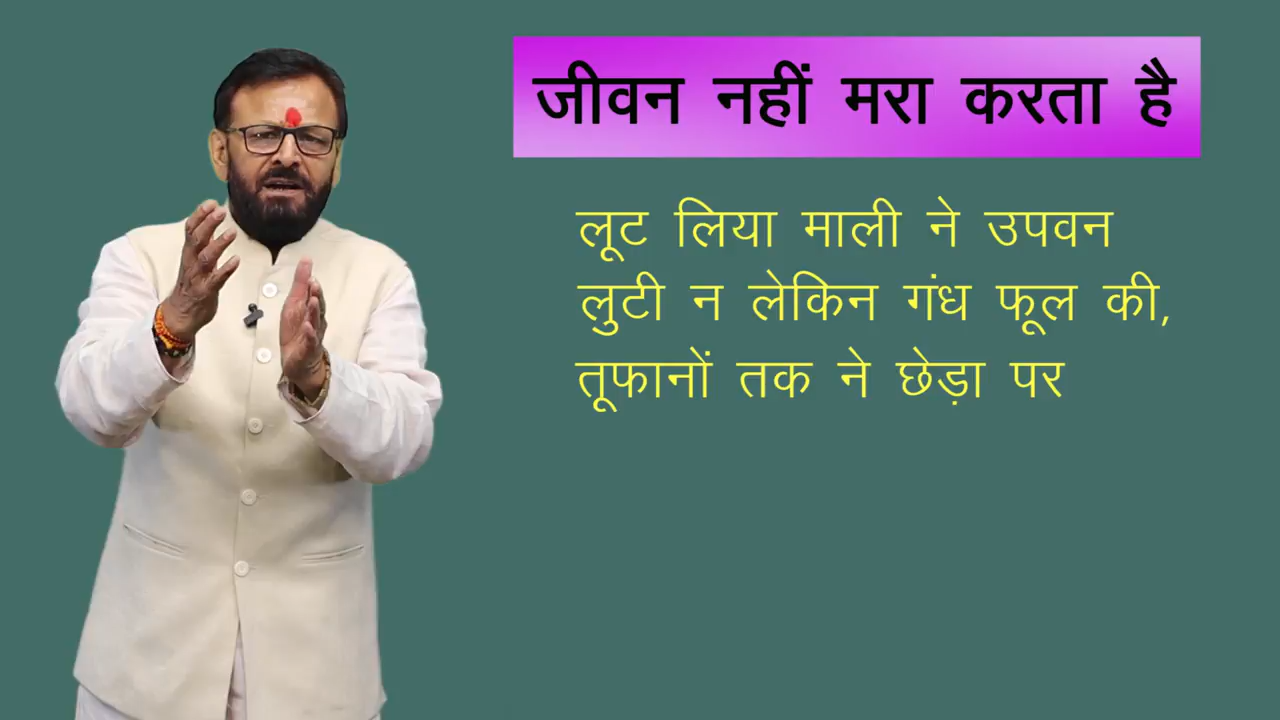 जीवन नहीं मरा करता है
लूट लिया माली ने उपवन
लुटी न लेकिन गंध फूल की,
तूफानों तक ने छेड़ा पर